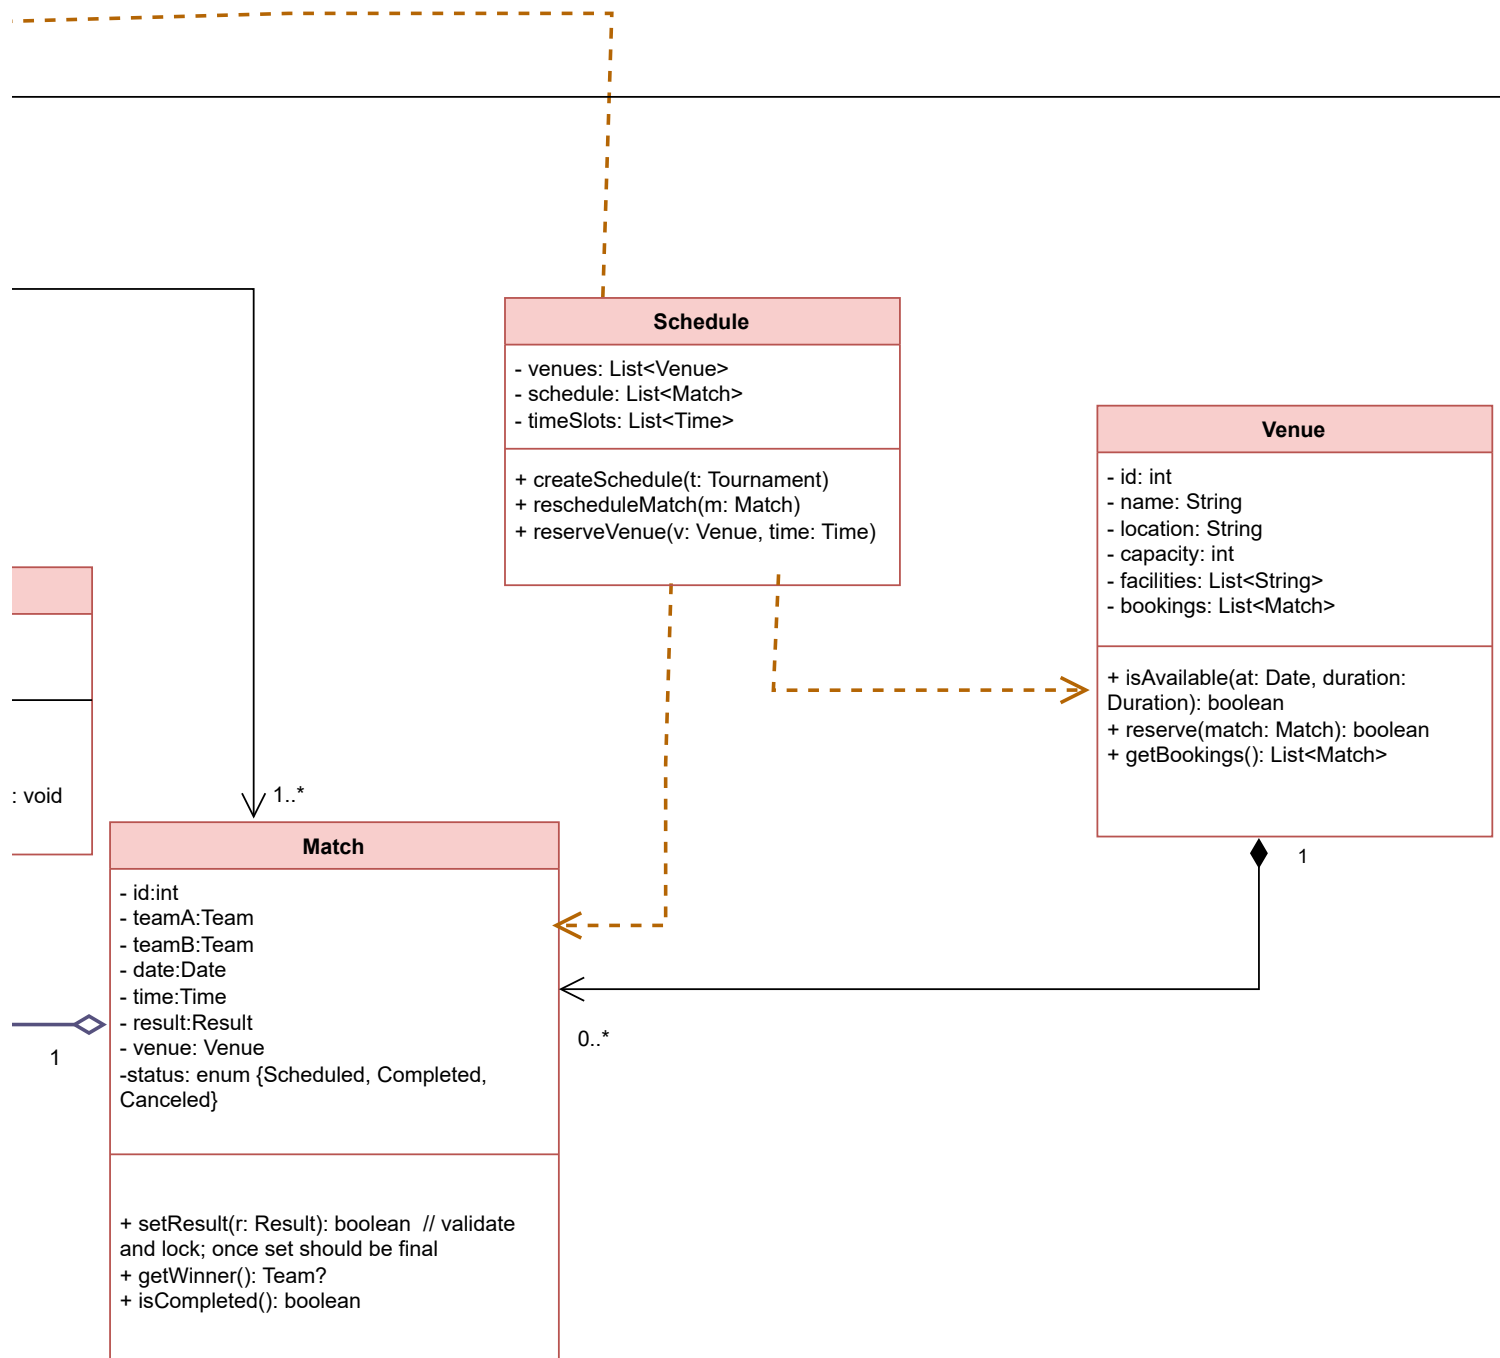 Schedule
- venues: List<Venue>
- schedule: List<Match>
- timeSlots: List<Time>
+ createSchedule(t: Tournament)
+ rescheduleMatch(m: Match)
+ reserveVenue(v: Venue, time: Time)
Venue
- id: int
- name: String
- location: String
- capacity: int
- facilities: List<String>
- bookings: List<Match>
+ isAvailable(at: Date, duration:
Duration): boolean
+ reserve(match: Match): boolean
+ getBookings(): List<Match>
: void
1..*
1
Match
- id:int
- teamA:Team
- teamB:Team
- date:Date
- time:Time
- result:Result
- venue: Venue
-status: enum {Scheduled, Completed,
Canceled}
1
0..*
+ setResult(r: Result): boolean  // validate
and lock; once set should be final
+ getWinner(): Team?
+ isCompleted(): boolean